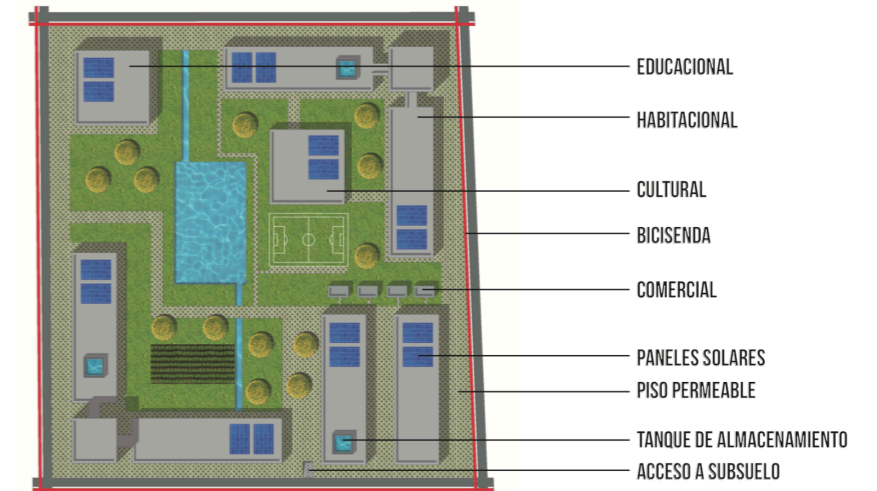 EDUCACIONAL
HABITACIONAL
CULTURAL
BICISENDA
COMERCIAL
PANELES SOLARES
PISO PERMEABLE
TANQUE DE ALMACENAMIENTO
ACCESO A SUBSUELO